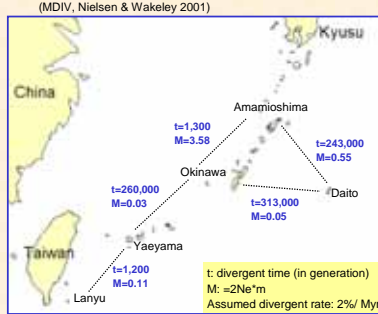 (MDIV, Nielsen & Wakeley 2001)
Kyusu
China
Amamioshima
t=1,300
M=3.58
t=243,000
M=0.55
Okinawa
t=260,000
M=0.03
Daito
t=313,000
M=0.05
Taiwan
Yaeyama
t=1,200
M=0.11
Lanyu
t: divergent time (in generation)
M: =2Ne*m
Assumed divergent rate: 2%/ Myr